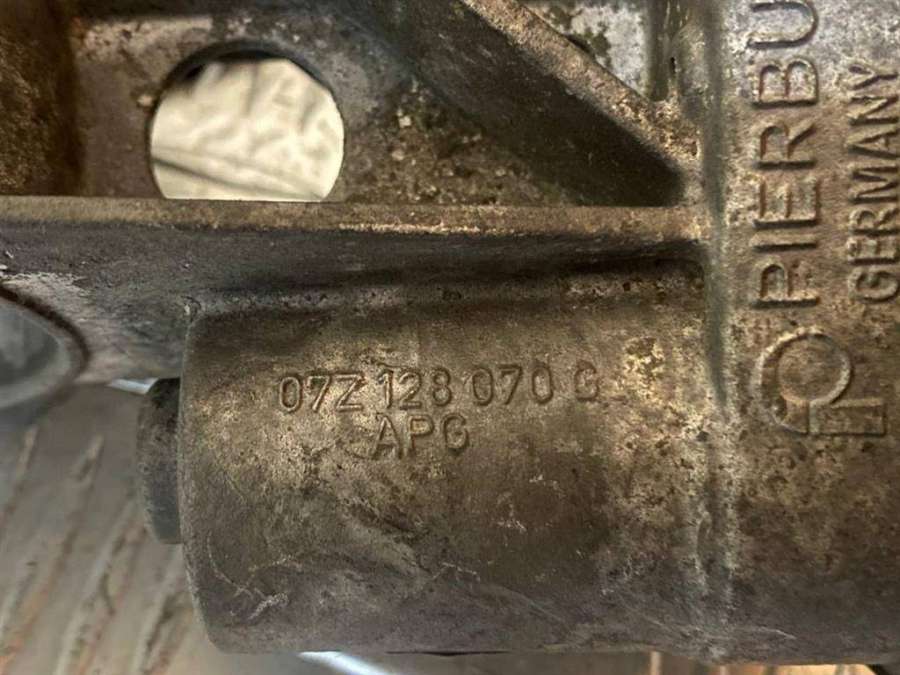 07Z 128 070 G
APG
PIERBU
GERMANY